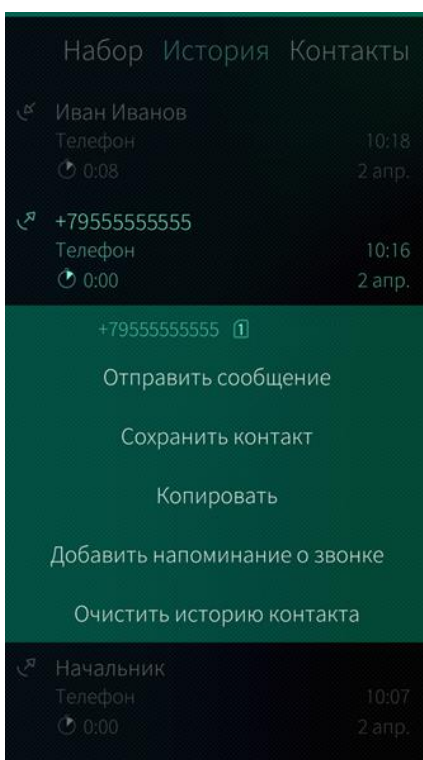 Набор История Контакты
Иван Иванов
Телефон 10:18
0:08 2 апр.
+79555555555
Телефон 10:16
0:00 2 апр.
+79555555555 1
Отправить сообщение
Сохранить контакт
Копировать
Добавить напоминание о звонке
Очистить историю контакта
Начальник
Телефон 10:07
0:00 2 апр.